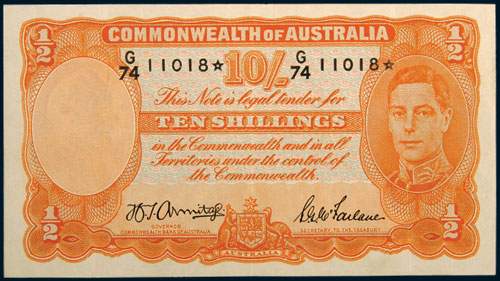 COMMONWEALTH OF AUSTRALIA
1/2 1/2
G/74 11018☆ G/74 11018☆
10/-
This Note is legal tender for
TEN SHILLINGS
in the Commonwealth and in all
Territories under the control of
the Commonwealth.
H.T. Armitage
GOVERNOR
COMMONWEALTH BANK OF AUSTRALIA
S.G. McFarlane
SECRETARY TO THE TREASURY
1/2 1/2
AUSTRALIA